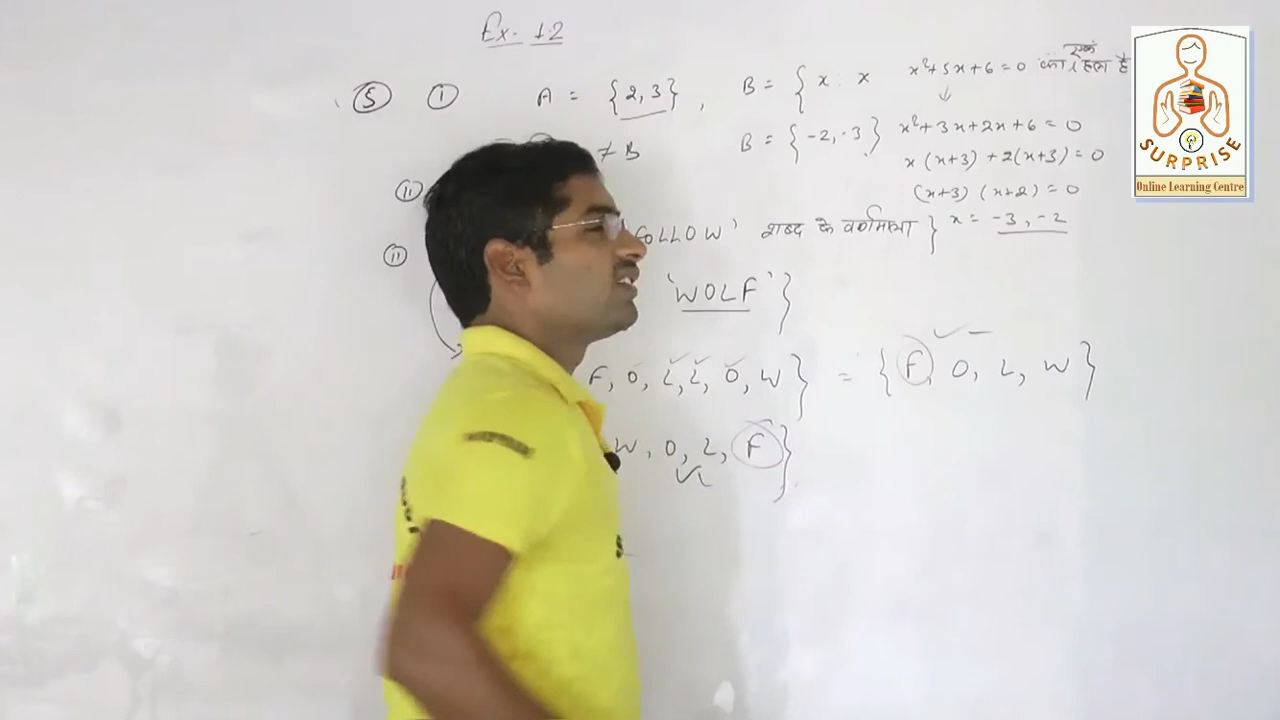 Ex- 1.2
(5) (i) A = {2,3}, B = { x : x x²+5x+6=0 का एक हल है
≠ B B = {-2,-3} x²+3x+2x+6=0
x(x+3)+2(x+3)=0
(ii) (x+3)(x+2)=0
x = -3,-2
(ii) FOLLOW' शब्द के वर्णमाला }
'WOLF' }
F, O, L, L, O, W} = {F, O, L, W}
W, O, L, F}
SURPRISE
Online Learning Centre